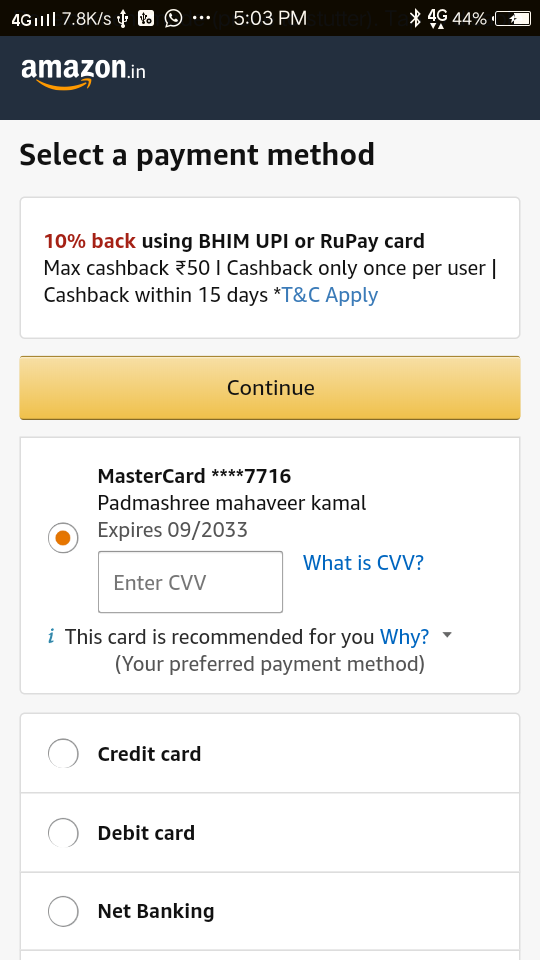 4G 7.8K/s ... 5:03 PM 4G 44%
amazon.in
Select a payment method
10% back using BHIM UPI or RuPay card
Max cashback ₹50 I Cashback only once per user |
Cashback within 15 days *T&C Apply
Continue
MasterCard ****7716
Padmashree mahaveer kamal
Expires 09/2033
Enter CVV
What is CVV?
i This card is recommended for you Why?
(Your preferred payment method)
Credit card
Debit card
Net Banking